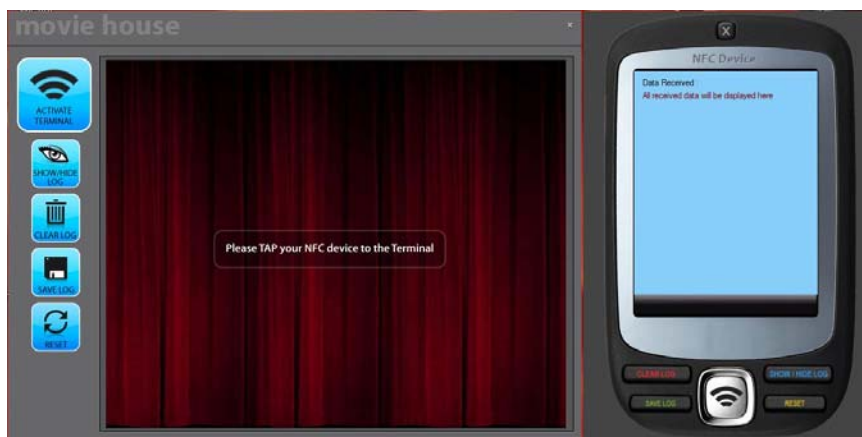 movie house
x
ACTIVATE
TERMINAL
SHOW/HIDE
LOG
CLEAR LOG
SAVE LOG
RESET
Please TAP your NFC device to the Terminal
X
NFC Device
Data Received :
All received data will be displayed here
CLEAR LOG
SHOW / HIDE LOG
SAVE LOG
RESET